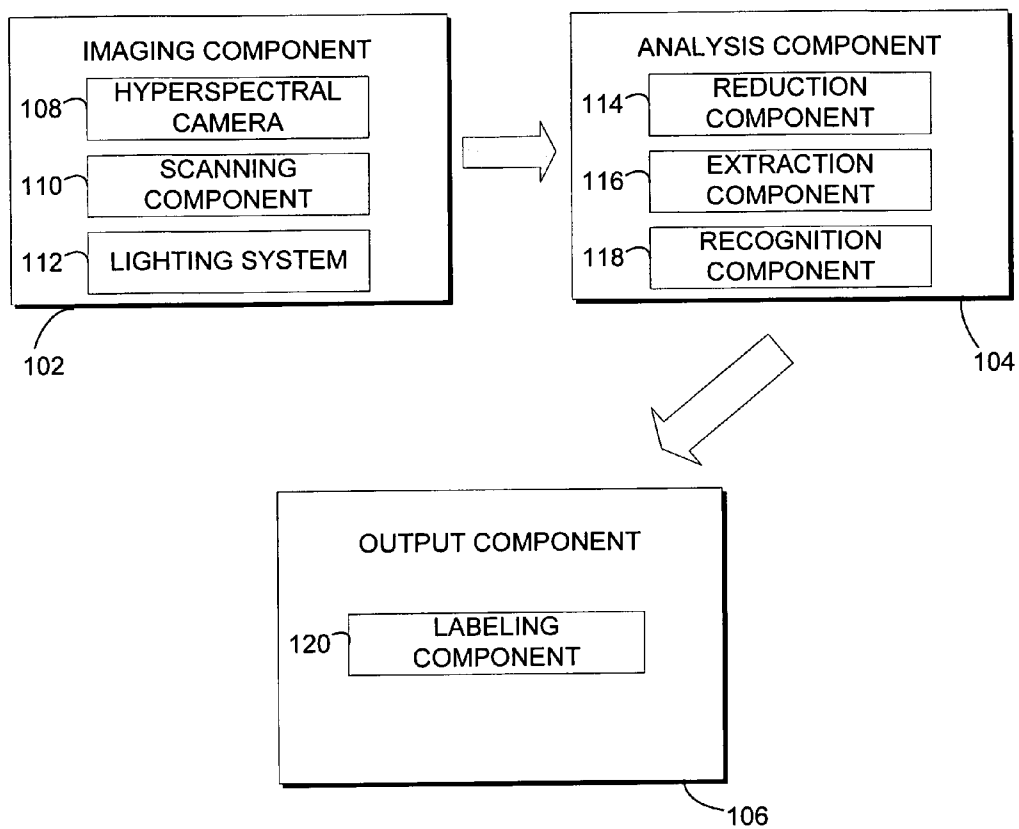 IMAGING COMPONENT
108
HYPERSPECTRAL
CAMERA
110
SCANNING
COMPONENT
112
LIGHTING SYSTEM
102
ANALYSIS COMPONENT
114
REDUCTION
COMPONENT
116
EXTRACTION
COMPONENT
118
RECOGNITION
COMPONENT
104
OUTPUT COMPONENT
120
LABELING
COMPONENT
106